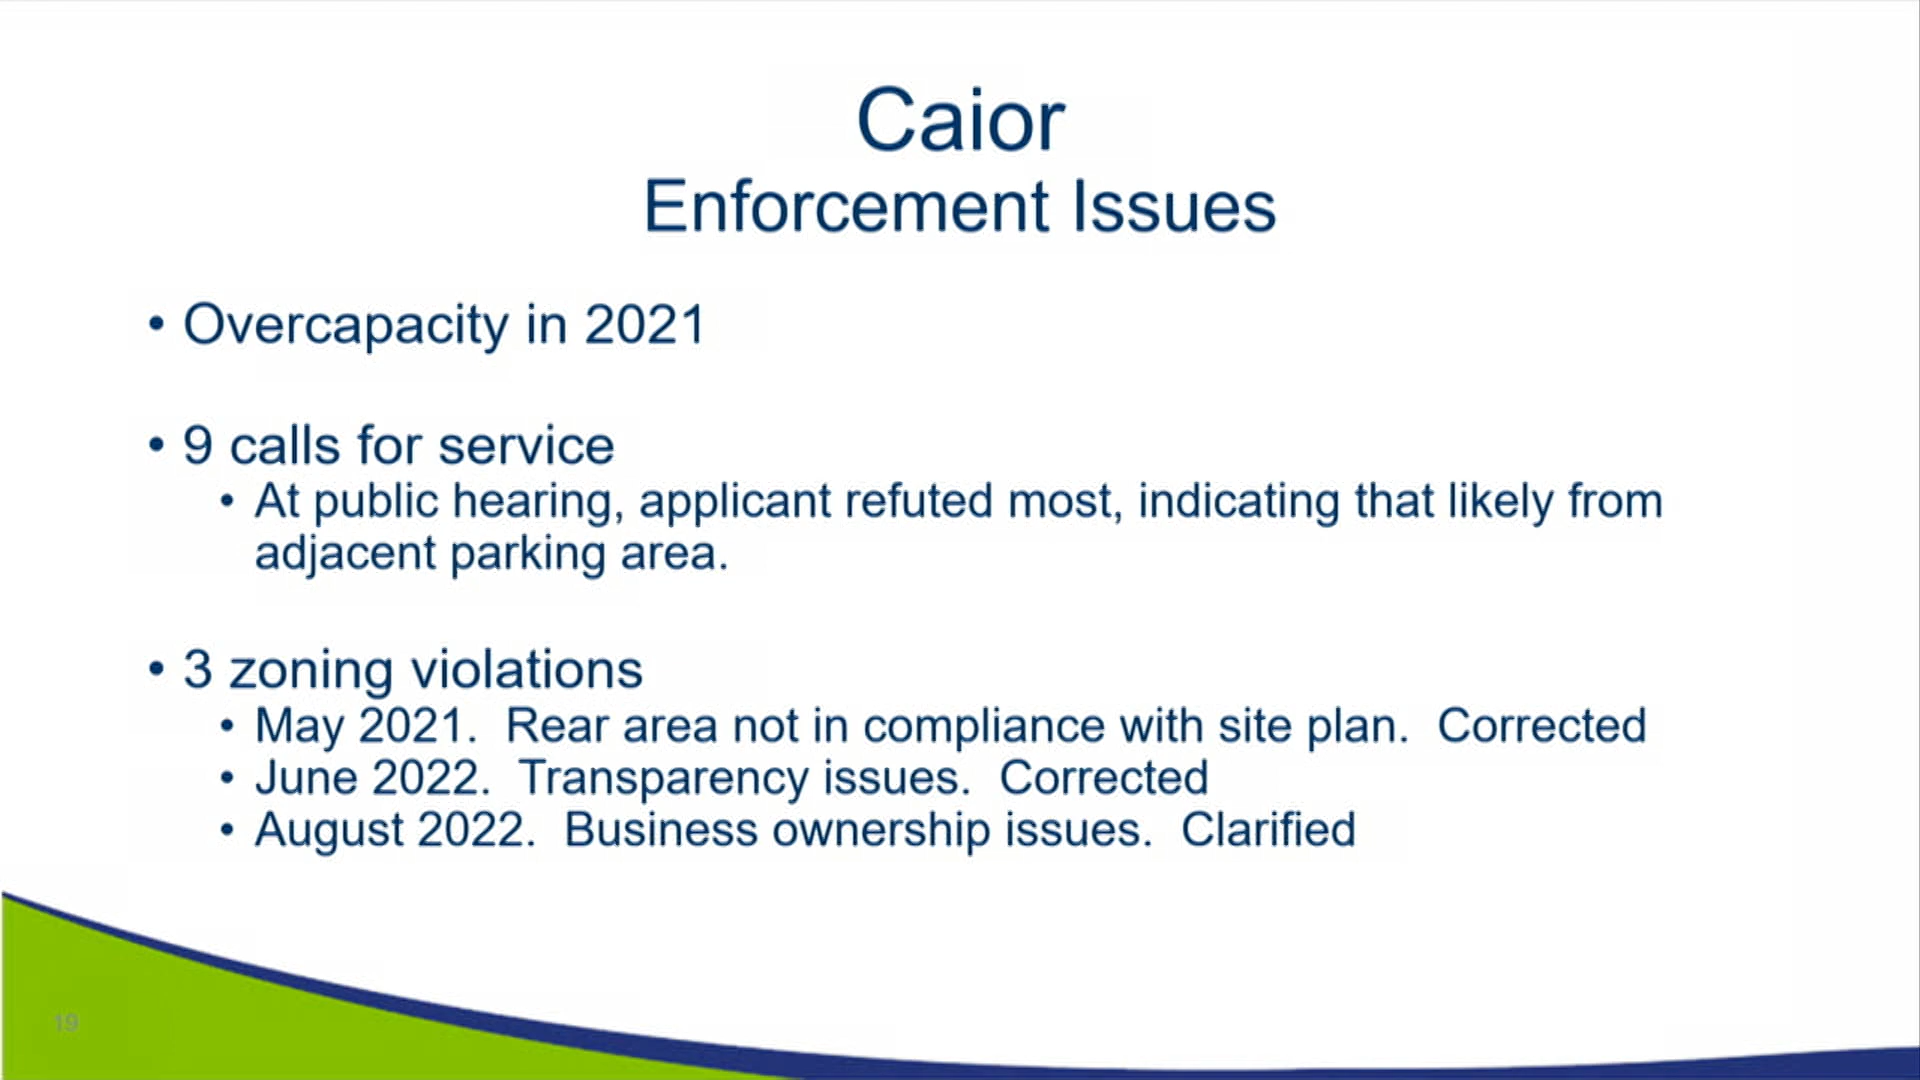 Caior
Enforcement Issues
• Overcapacity in 2021
• 9 calls for service
• At public hearing, applicant refuted most, indicating that likely from
adjacent parking area.
• 3 zoning violations
• May 2021.  Rear area not in compliance with site plan.  Corrected
• June 2022.  Transparency issues.  Corrected
• August 2022.  Business ownership issues.  Clarified
19